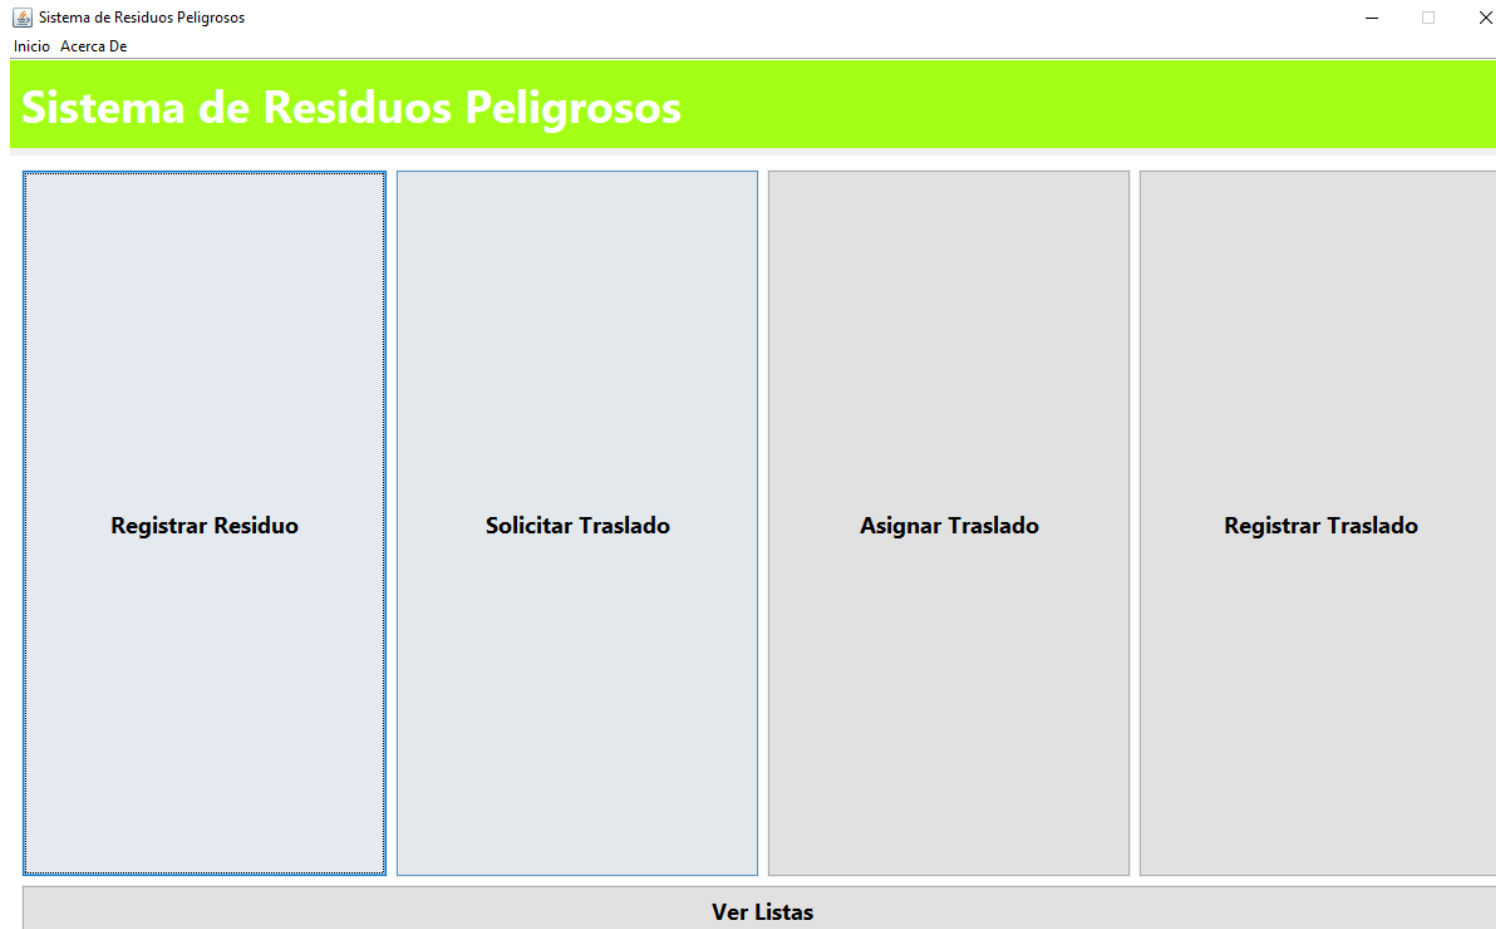 Sistema de Residuos Peligrosos
Inicio Acerca De
Sistema de Residuos Peligrosos
Registrar Residuo
Solicitar Traslado
Asignar Traslado
Registrar Traslado
Ver Listas